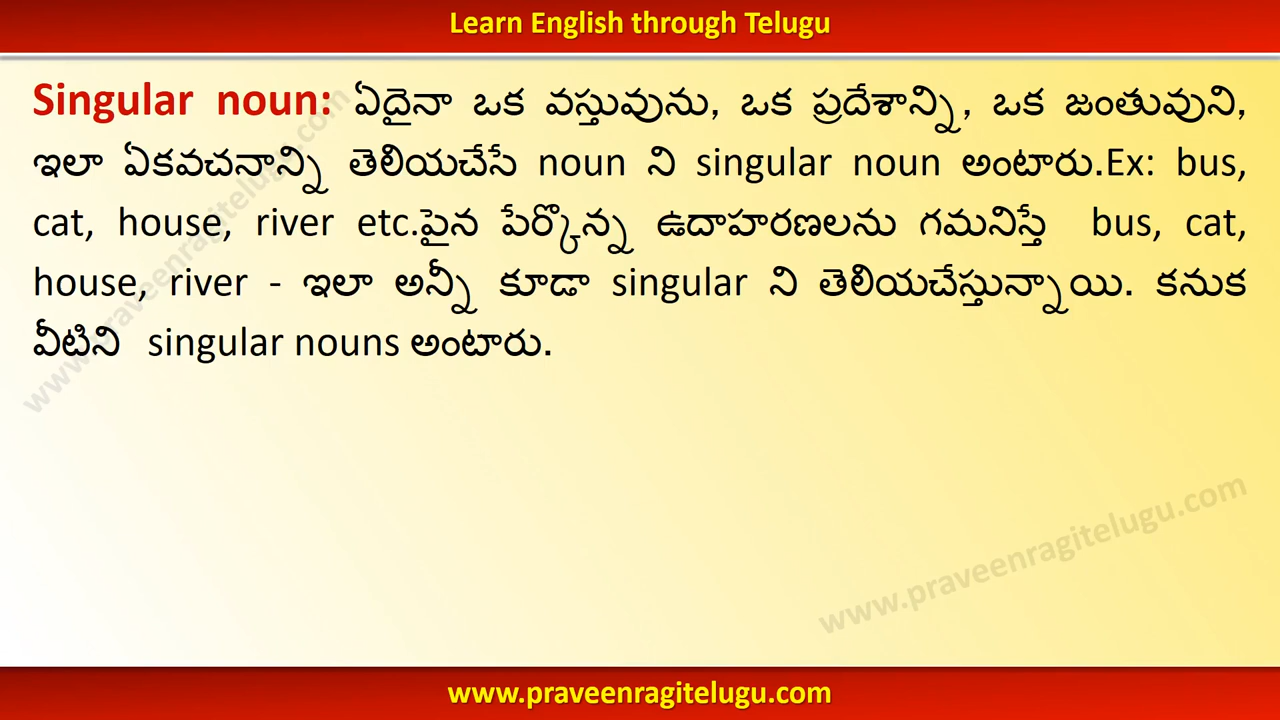 Learn English through Telugu
Singular noun: ఏదైనా ఒక వస్తువును, ఒక ప్రదేశాన్ని, ఒక జంతువుని,
ఇలా ఏకవచనాన్ని తెలియచేసే noun ని singular noun అంటారు.Ex: bus,
cat, house, river etc.పైన పేర్కొన్న ఉదాహరణలను గమనిస్తే bus, cat,
house, river - ఇలా అన్నీ కూడా singular ని తెలియచేస్తున్నాయి. కనుక
వీటిని singular nouns అంటారు.
www.praveenragitelugu.com
www.praveenragitelugu.com
www.praveenragitelugu.com